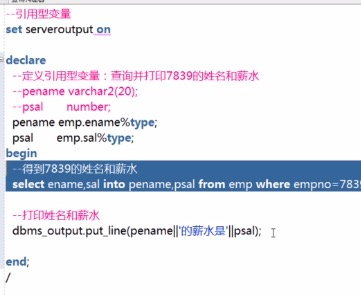 --引用型变量
set serveroutput on
declare
--定义引用型变量：查询并打印7839的姓名和薪水
--pename varchar2(20);
--psal number;
pename emp.ename%type;
psal emp.sal%type;
begin
--得到7839的姓名和薪水
select ename,sal into pename,psal from emp where empno=7839
--打印姓名和薪水
dbms_output.put_line(pename||'的薪水是'||psal);
end;
/